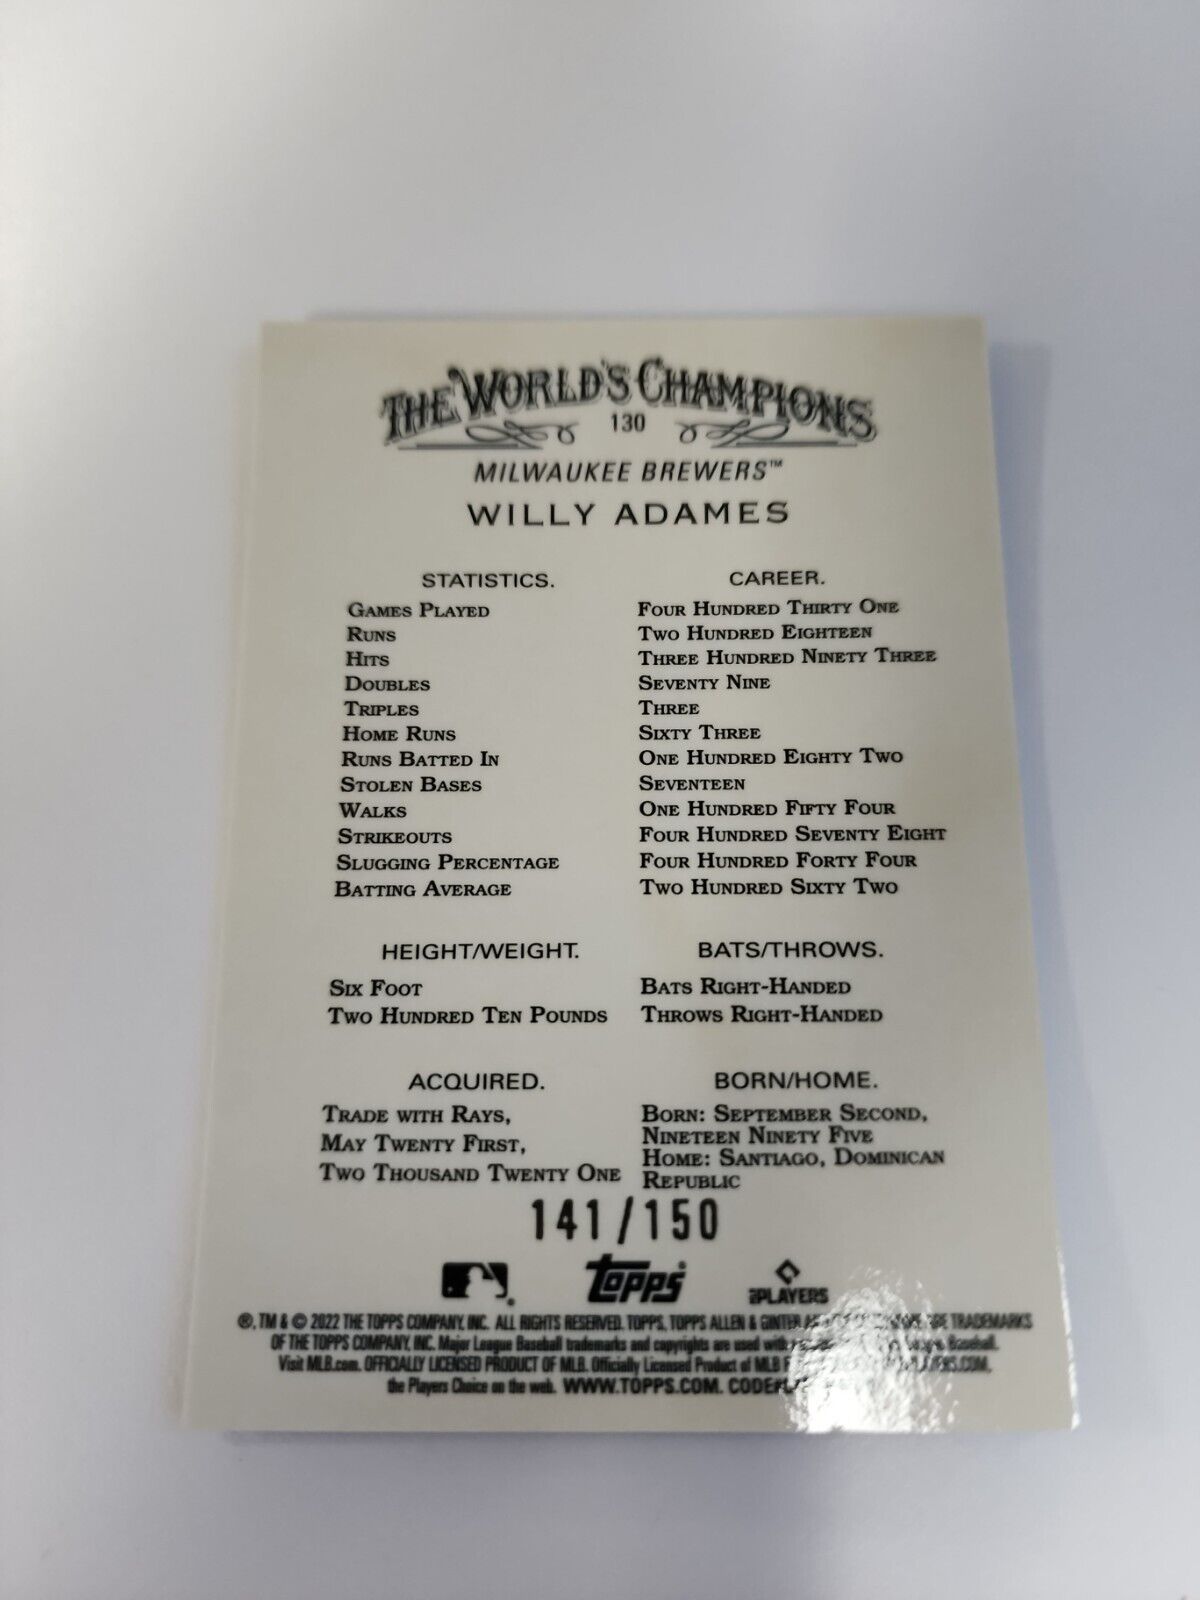 THE WORLD'S CHAMPIONS
130
MILWAUKEE BREWERS™
WILLY ADAMES
STATISTICS. CAREER.
GAMES PLAYED FOUR HUNDRED THIRTY ONE
RUNS TWO HUNDRED EIGHTEEN
HITS THREE HUNDRED NINETY THREE
DOUBLES SEVENTY NINE
TRIPLES THREE
HOME RUNS SIXTY THREE
RUNS BATTED IN ONE HUNDRED EIGHTY TWO
STOLEN BASES SEVENTEEN
WALKS ONE HUNDRED FIFTY FOUR
STRIKEOUTS FOUR HUNDRED SEVENTY EIGHT
SLUGGING PERCENTAGE FOUR HUNDRED FORTY FOUR
BATTING AVERAGE TWO HUNDRED SIXTY TWO
HEIGHT/WEIGHT.
SIX FOOT
TWO HUNDRED TEN POUNDS
BATS/THROWS.
BATS RIGHT-HANDED
THROWS RIGHT-HANDED
ACQUIRED.
TRADE WITH RAYS,
MAY TWENTY FIRST,
TWO THOUSAND TWENTY ONE
BORN/HOME.
BORN: SEPTEMBER SECOND,
NINETEEN NINETY FIVE
HOME: SANTIAGO, DOMINICAN
REPUBLIC
141/150
TOPPS® PLAYERS
®, TM & © 2022 THE TOPPS COMPANY, INC. ALL RIGHTS RESERVED. TOPPS, TOPPS ALLEN & GINTER ARE TRADEMARKS
OF THE TOPPS COMPANY, INC. Major League Baseball trademarks and copyrights are used with Baseball.
Visit MLB.com. OFFICIALLY LICENSED PRODUCT OF MLB. Officially Licensed Product of MLB
the Players Choice on the web. WWW.TOPPS.COM.